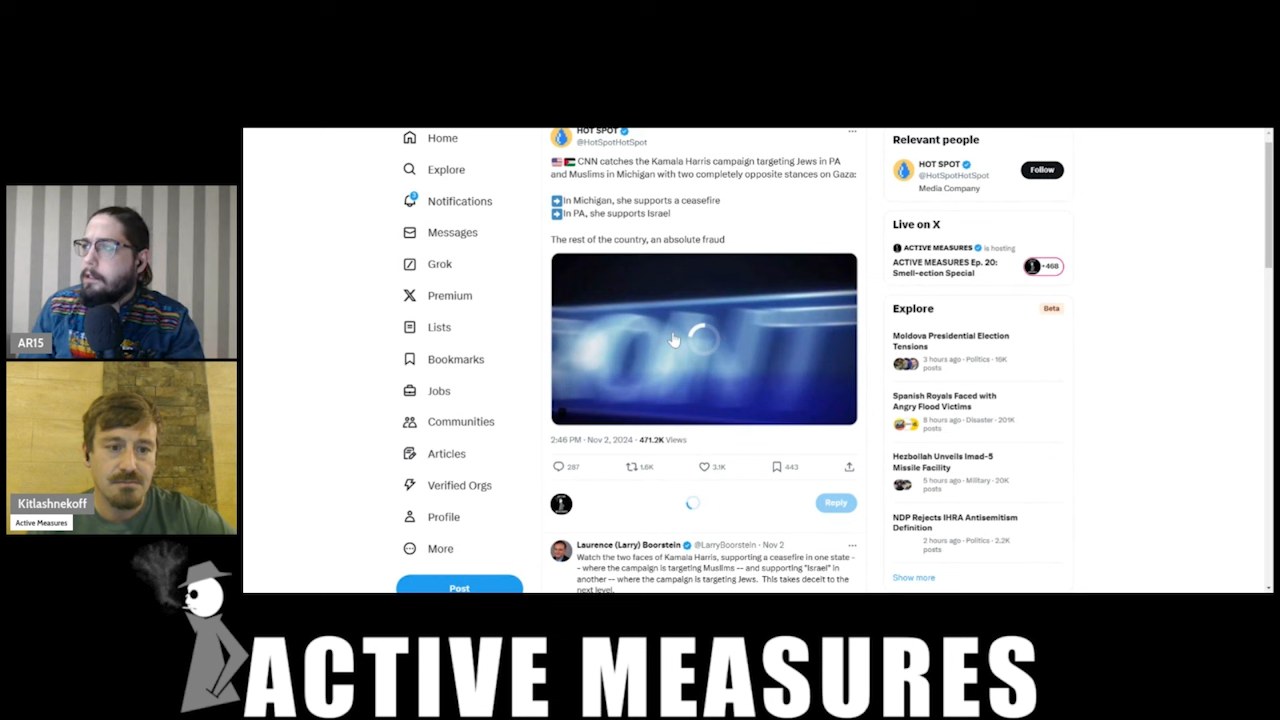 AR15
Kitlashnekoff
Active Measures
Home
Explore
Notifications
3
Messages
Grok
Premium
Lists
Bookmarks
Jobs
Communities
Articles
Verified Orgs
Profile
More
Post
HOT SPOT
@HotSpotHotSpot
CNN catches the Kamala Harris campaign targeting Jews in PA
and Muslims in Michigan with two completely opposite stances on Gaza:
In Michigan, she supports a ceasefire
In PA, she supports Israel
The rest of the country, an absolute fraud
2:46 PM · Nov 2, 2024 · 471.2K Views
287 1.6K 3.1K 443
Reply
Laurence (Larry) Boorstein @LarryBoorstein · Nov 2
Watch the two faces of Kamala Harris, supporting a ceasefire in one state -
- where the campaign is targeting Muslims -- and supporting "Israel" in
another -- where the campaign is targeting Jews. This takes deceit to the
next level.
Relevant people
HOT SPOT
@HotSpotHotSpot
Media Company
Follow
Live on X
ACTIVE MEASURES is hosting
ACTIVE MEASURES Ep. 20:
Smell-ection Special
+468
Explore
Beta
Moldova Presidential Election
Tensions
3 hours ago · Politics · 16K
posts
Spanish Royals Faced with
Angry Flood Victims
8 hours ago · Disaster · 201K
posts
Hezbollah Unveils Imad-5
Missile Facility
5 hours ago · Military · 20K
posts
NDP Rejects IHRA Antisemitism
Definition
2 hours ago · Politics · 2.2K
posts
Show more
ACTIVE MEASURES